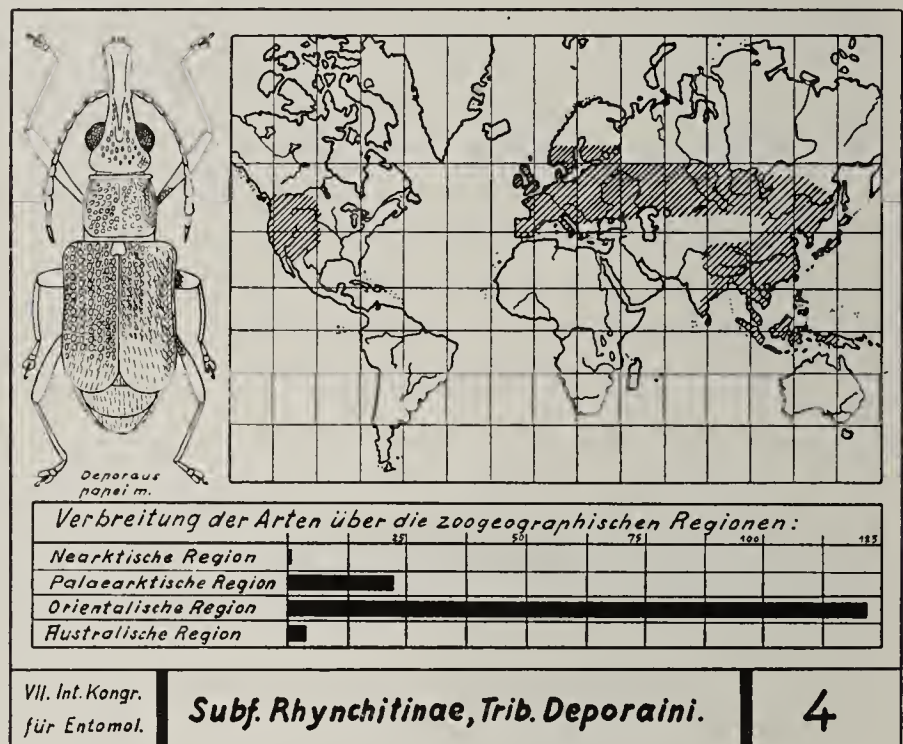 Deporaus
papei m.
Verbreitung der Arten über die zoogeographischen Regionen:
25 50 75 100 125
Nearktische Region
Palaearktische Region
Orientalische Region
Australische Region
VII. Int. Kongr.
für Entomol.
Subf. Rhynchitinae, Trib. Deporaini.
4